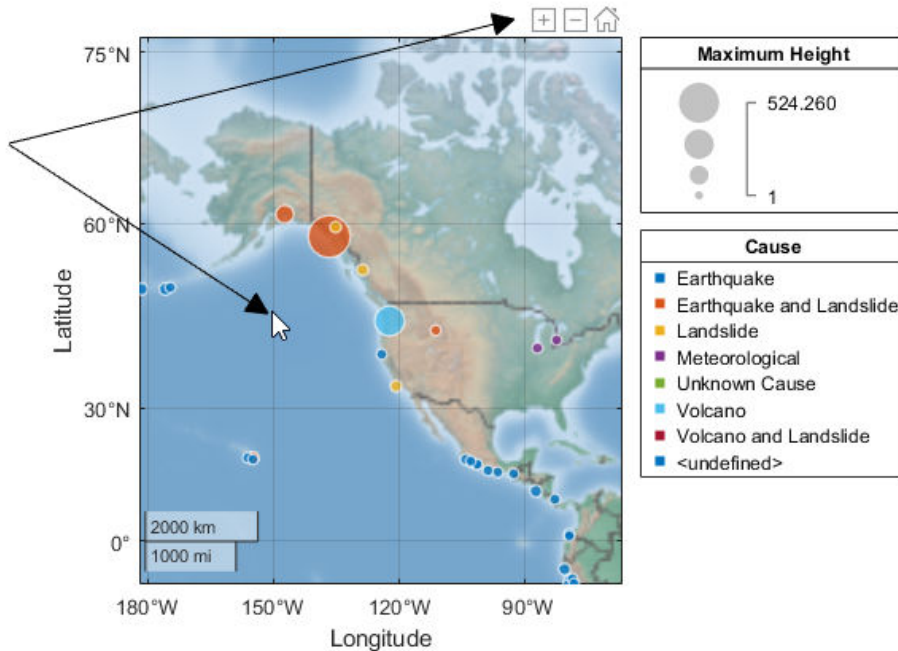 75°N
60°N
30°N
0°
Latitude
2000 km
1000 mi
180°W
150°W
120°W
90°W
Longitude
Maximum Height
524.260
1
Cause
Earthquake
Earthquake and Landslide
Landslide
Meteorological
Unknown Cause
Volcano
Volcano and Landslide
<undefined>